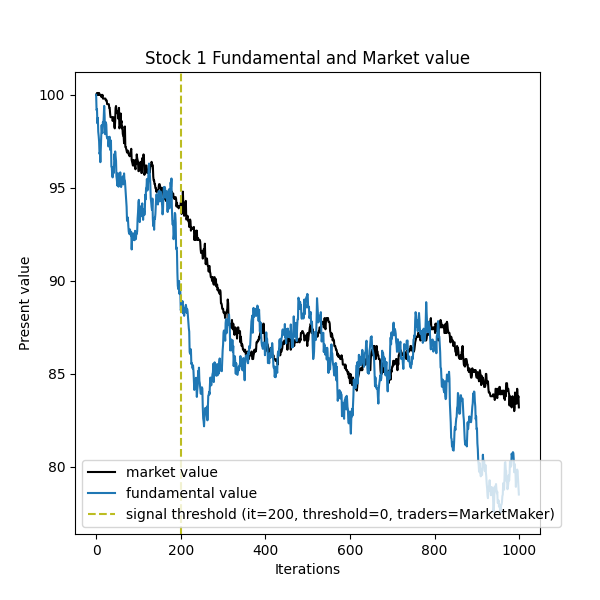 Stock 1 Fundamental and Market value
Present value
100
95
90
85
80
market value
fundamental value
signal threshold (it=200, threshold=0, traders=MarketMaker)
0 200 400 600 800 1000
Iterations